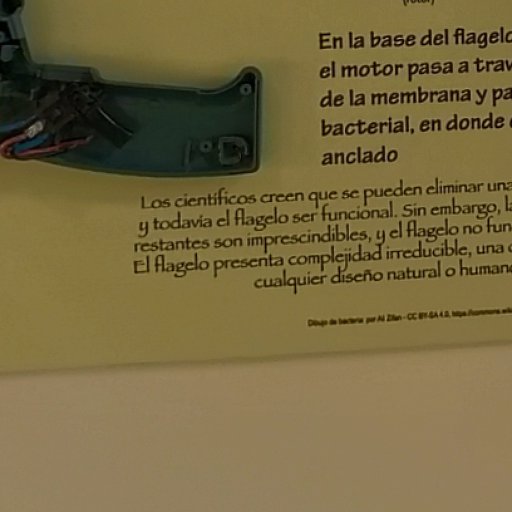 (rotor)
En la base del flagelo
el motor pasa a trav
de la membrana y pa
bacterial, en donde
anclado
Los científicos creen que se pueden eliminar una
y todavía el flagelo ser funcional. Sin embargo, l
restantes son imprescindibles, y el flagelo no fun
El flagelo presenta complejidad irreducible, una
cualquier diseño natural o human
Dibujo de bacteria por Ali Zifan - CC BY-SA 4.0,